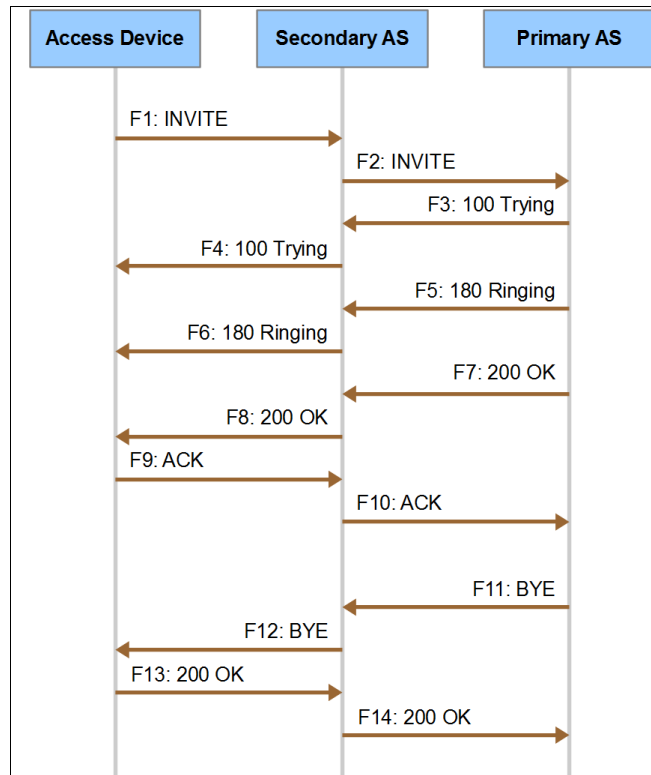 Access Device
Secondary AS
Primary AS
F1: INVITE
F2: INVITE
F3: 100 Trying
F4: 100 Trying
F5: 180 Ringing
F6: 180 Ringing
F7: 200 OK
F8: 200 OK
F9: ACK
F10: ACK
F11: BYE
F12: BYE
F13: 200 OK
F14: 200 OK